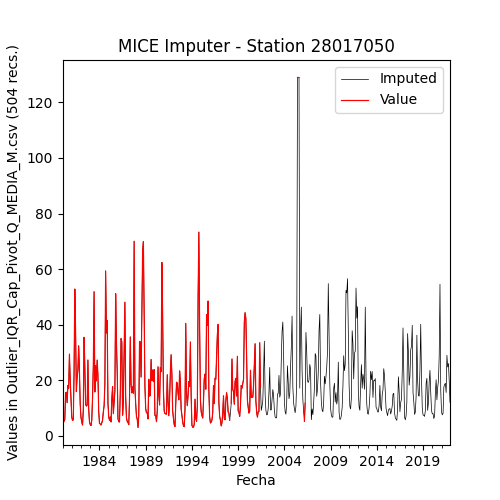 MICE Imputer - Station 28017050
Values in Outlier_IQR_Cap_Pivot_Q_MEDIA_M.csv (504 recs.)
Imputed
Value
120
100
80
60
40
20
0
1984 1989 1994 1999 2004 2009 2014 2019
Fecha